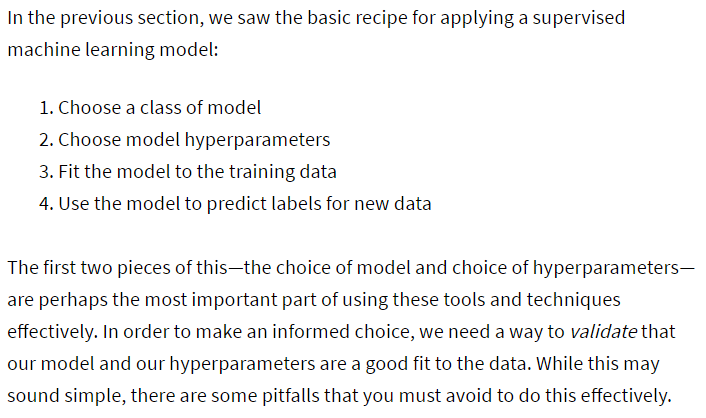 In the previous section, we saw the basic recipe for applying a supervised
machine learning model:
1. Choose a class of model
2. Choose model hyperparameters
3. Fit the model to the training data
4. Use the model to predict labels for new data
The first two pieces of this—the choice of model and choice of hyperparameters—
are perhaps the most important part of using these tools and techniques
effectively. In order to make an informed choice, we need a way to validate that
our model and our hyperparameters are a good fit to the data. While this may
sound simple, there are some pitfalls that you must avoid to do this effectively.